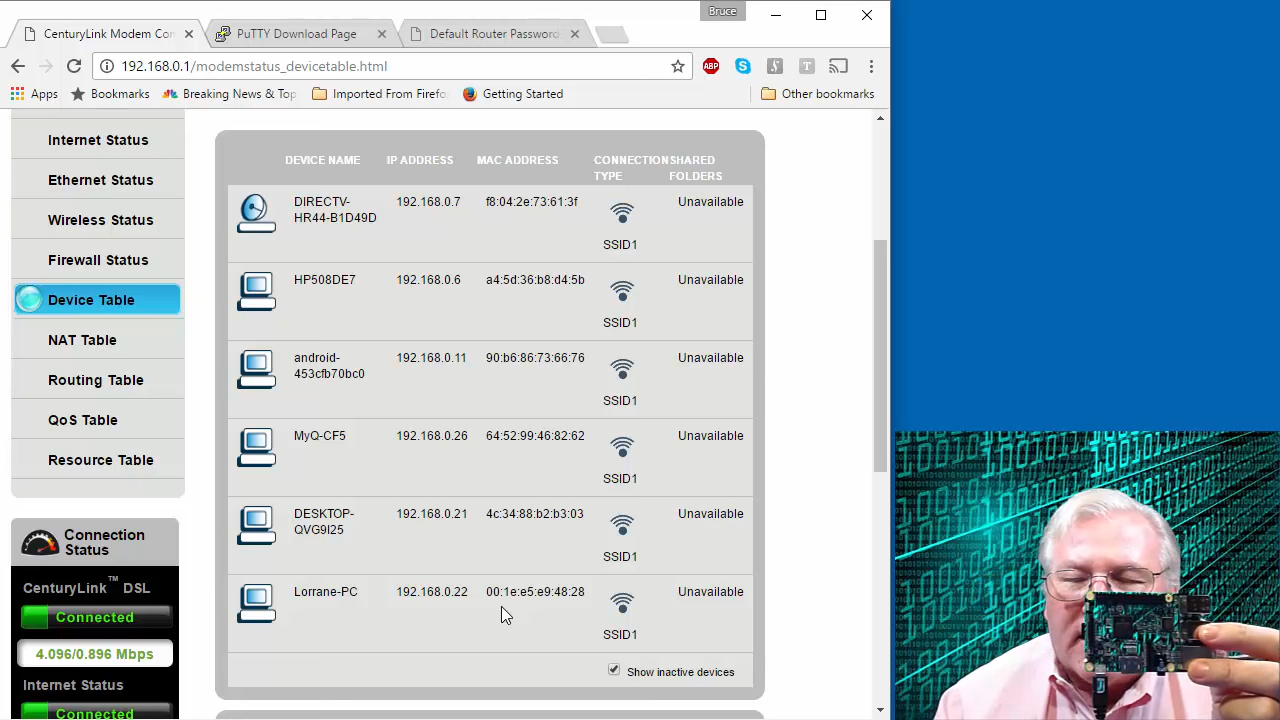 Bruce
CenturyLink Modem Con
PuTTY Download Page
Default Router Password
192.168.0.1/modemstatus_devicetable.html
ABP
Apps
Bookmarks
Breaking News & Top
Imported From Firefo
Getting Started
Other bookmarks
Internet Status
Ethernet Status
Wireless Status
Firewall Status
Device Table
NAT Table
Routing Table
QoS Table
Resource Table
Connection
Status
CenturyLink™ DSL
Connected
4.096/0.896 Mbps
Internet Status
Connected
DEVICE NAME IP ADDRESS MAC ADDRESS CONNECTION SHARED
TYPE FOLDERS
DIRECTV- 192.168.0.7 f8:04:2e:73:61:3f Unavailable
HR44-B1D49D
SSID1
HP508DE7 192.168.0.6 a4:5d:36:b8:d4:5b Unavailable
SSID1
android- 192.168.0.11 90:b6:86:73:66:76 Unavailable
453cfb70bc0
SSID1
MyQ-CF5 192.168.0.26 64:52:99:46:82:62 Unavailable
SSID1
DESKTOP- 192.168.0.21 4c:34:88:b2:b3:03 Unavailable
QVG9I25
SSID1
Lorrane-PC 192.168.0.22 00:1e:e5:e9:48:28 Unavailable
SSID1
Show inactive devices